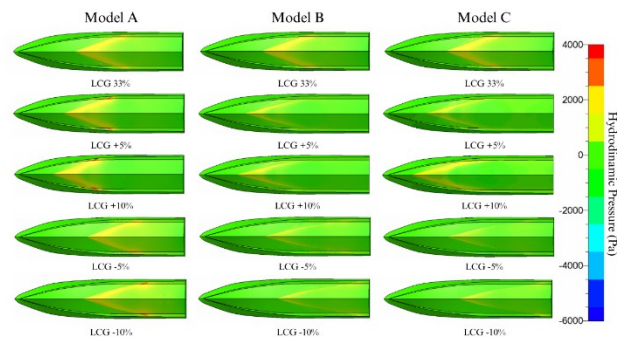 Model A Model B Model C
LCG 33% LCG 33% LCG 33%
LCG +5% LCG +5% LCG +5%
LCG +10% LCG +10% LCG +10%
LCG -5% LCG -5% LCG -5%
LCG -10% LCG -10% LCG -10%
4000
2000
0
-2000
-4000
-6000
Hydrodinamic Pressure (Pa)